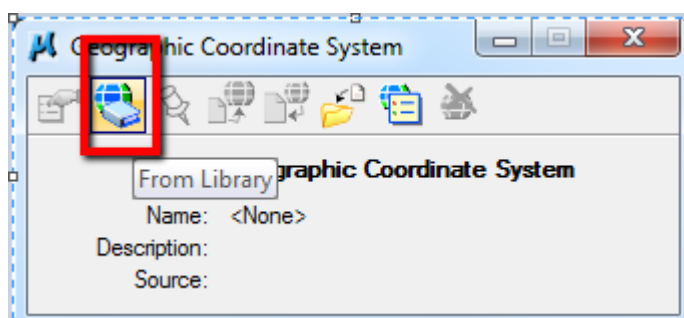 Geographic Coordinate System
From Library
graphic Coordinate System
Name: <None>
Description:
Source: